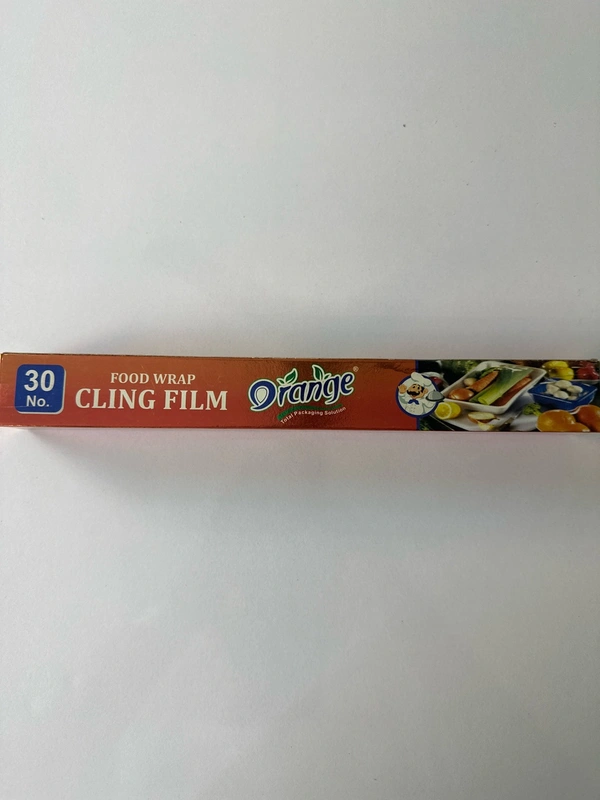 30
No.
FOOD WRAP
CLING FILM
Orange®
Total Packaging Solution